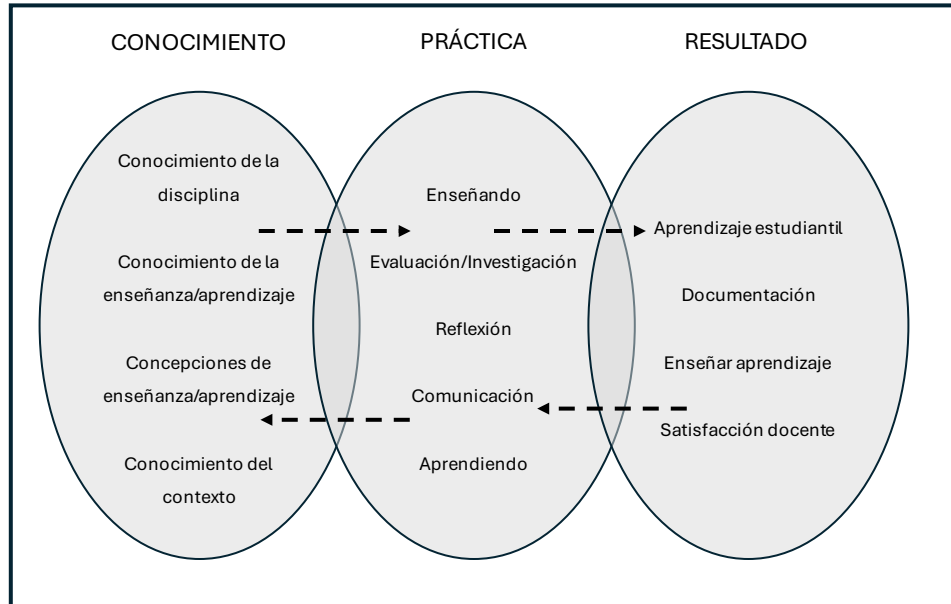 CONOCIMIENTO
PRÁCTICA
RESULTADO
Conocimiento de la
disciplina
Conocimiento de la
enseñanza/aprendizaje
Concepciones de
enseñanza/aprendizaje
Conocimiento del
contexto
Enseñando
Evaluación/Investigación
Reflexión
Comunicación
Aprendiendo
Aprendizaje estudiantil
Documentación
Enseñar aprendizaje
Satisfacción docente